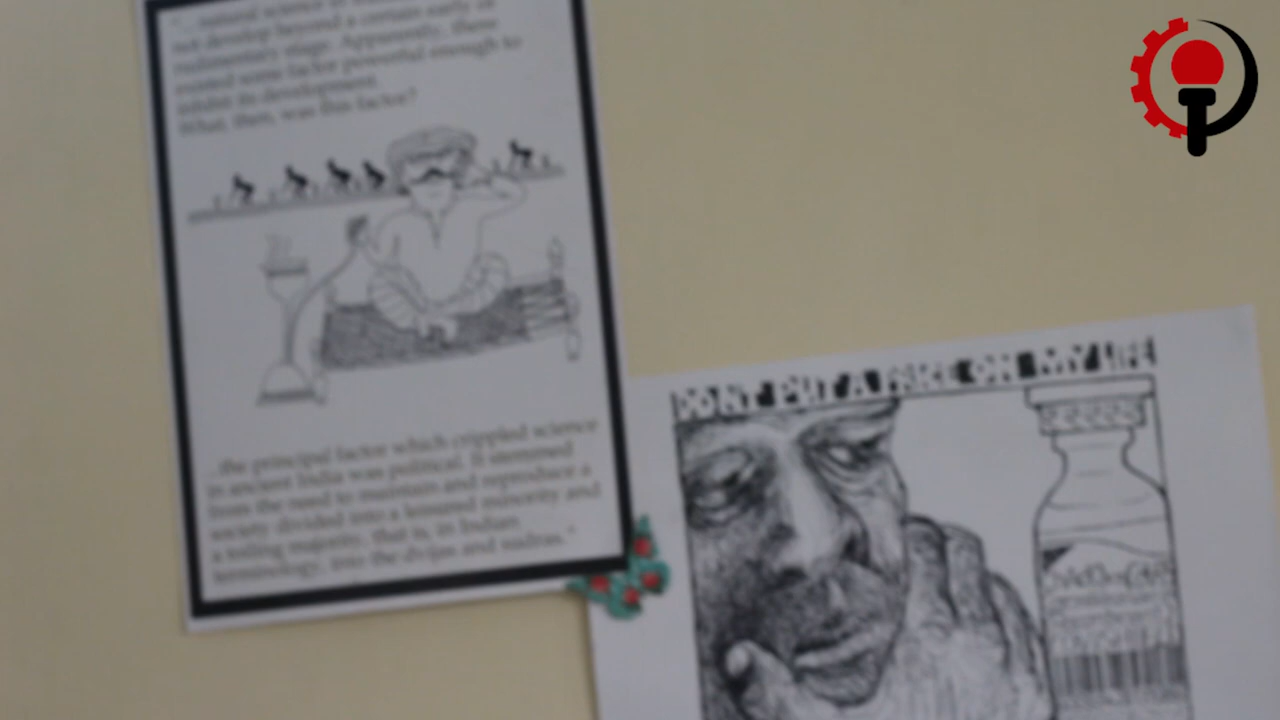 "...natural science in
not develop beyond a certain early or
rudimentary stage. Apparently, there
existed some factor powerful enough to
inhibit its development.
What, then, was this factor?
...the principal factor which crippled science
in ancient India was political. It stemmed
from the need to maintain and reproduce a
society divided into a leisured minority and
a toiling majority, that is, in Indian
terminology, into the dvijas and sudras."
DON'T PUT A PRICE ON MY LIFE